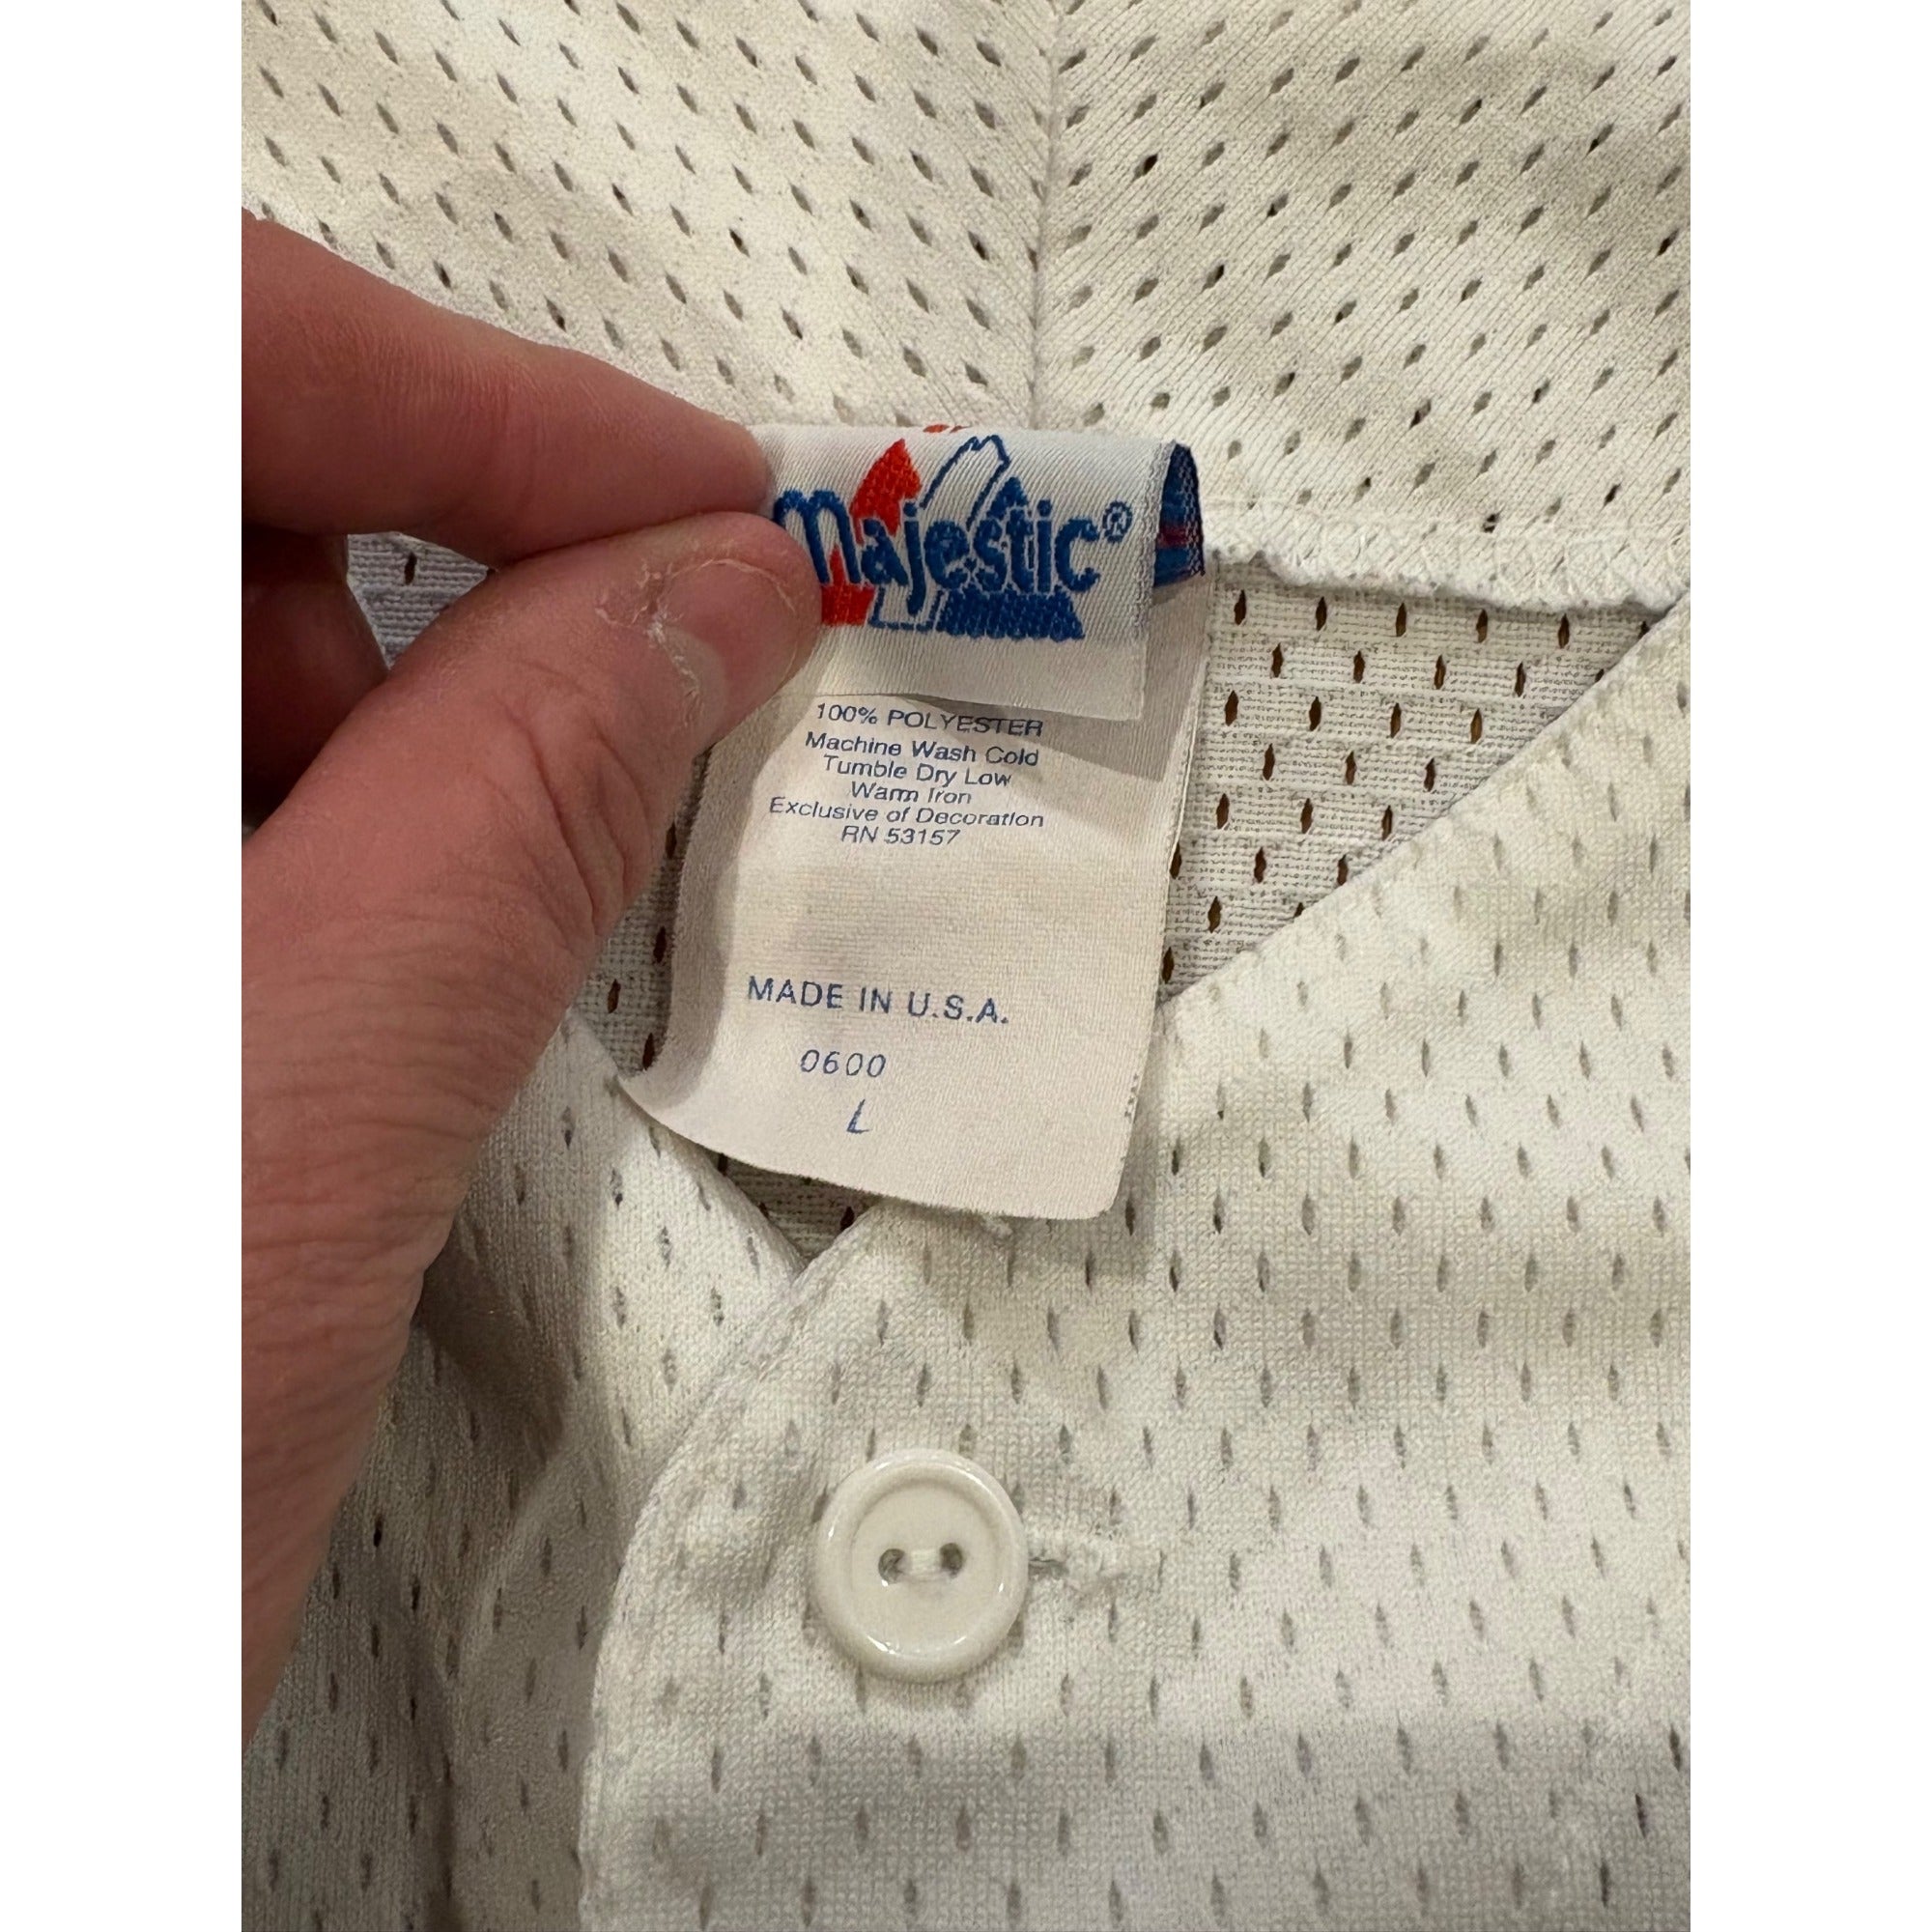 Majestic®
100% POLYESTER
Machine Wash Cold
Tumble Dry Low
Warm Iron
Exclusive of Decoration
RN 53157
MADE IN U.S.A.
0600
L